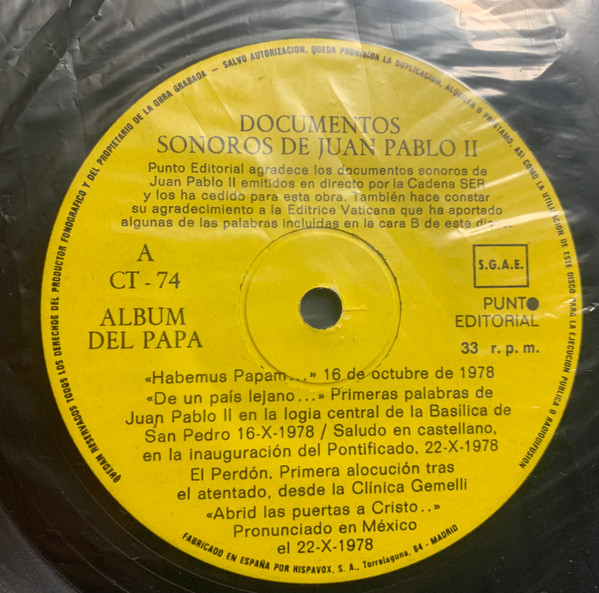 QUEDAN RESERVADOS TODOS LOS DERECHOS DEL PRODUCTOR FONOGRAFICO Y DEL PROPIETARIO DE LA OBRA GRABADA — SALVO AUTORIZACION, QUEDA PROHIBIDA LA DUPLICACION, ALQUILER O PRESTAMO, ASI COMO LA UTILIZACION DE ESTE DISCO PARA LA EJECUCION PUBLICA O RADIODIFUSION
DOCUMENTOS
SONOROS DE JUAN PABLO II
Punto Editorial agradece los documentos sonoros de
Juan Pablo II emitidos en directo por la Cadena SER
y los ha cedido para esta obra. También hace constar
su agradecimiento a la Editrice Vaticana que ha aportado
algunas de las palabras incluidas en la cara B de este
A
CT - 74
ALBUM
DEL PAPA
S.G.A.E.
PUNTO
EDITORIAL
33 r. p. m.
«Habemus Papam...» 16 de octubre de 1978
«De un país lejano...» Primeras palabras de
Juan Pablo II en la logia central de la Basílica de
San Pedro 16-X-1978 / Saludo en castellano,
en la inauguración del Pontificado. 22-X-1978
El Perdón. Primera alocución tras
el atentado, desde la Clínica Gemelli
«Abrid las puertas a Cristo..»
Pronunciado en México
el 22-X-1978
FABRICADO EN ESPAÑA POR HISPAVOX, S. A., Torrelaguna, 64 - MADRID